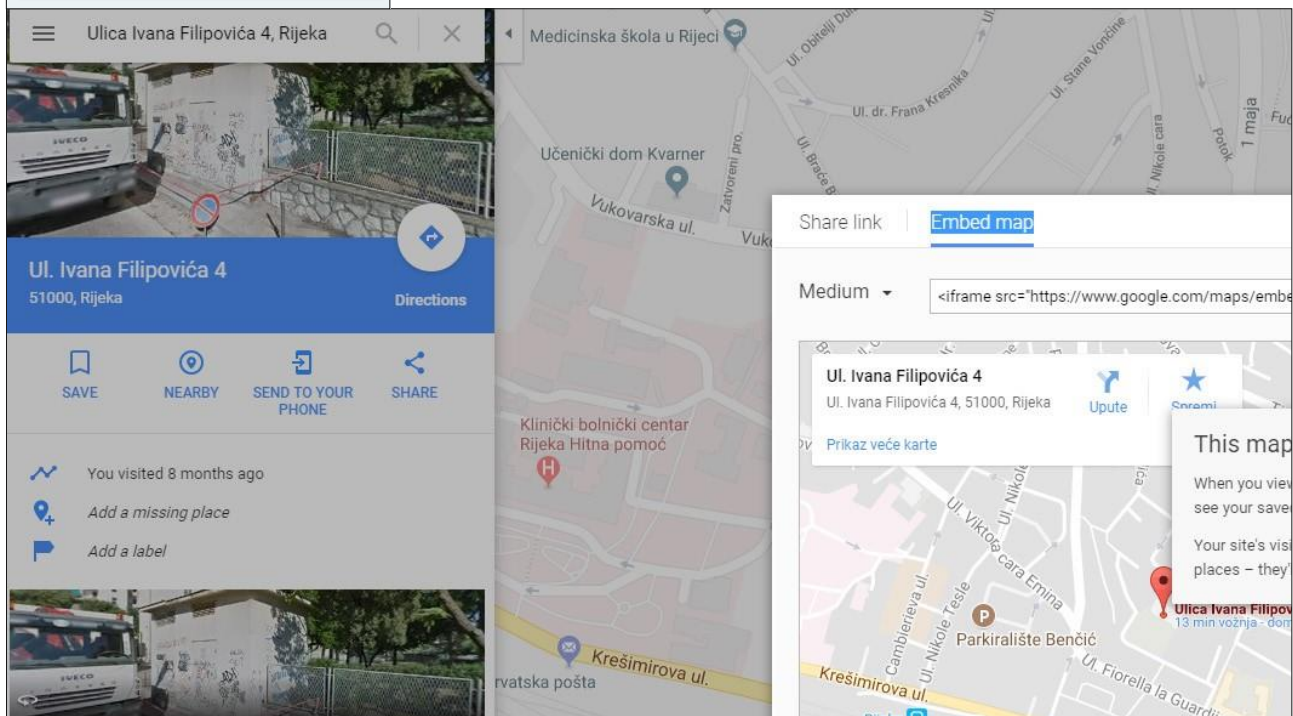 Ulica Ivana Filipovića 4, Rijeka
IVECO
Ul. Ivana Filipovića 4
51000, Rijeka
Directions
SAVE
NEARBY
SEND TO YOUR
PHONE
SHARE
You visited 8 months ago
Add a missing place
Add a label
IVECO
Medicinska škola u Rijeci
Ul. Obitelji
Ul. Stane Vončine
Ul. dr. Frana Kresnika
1 maja
Potok
Ul. Nikole cara
Učenički dom Kvarner
Zatvoreni pro.
Ul. Braće
Vukovarska ul.
Vuk
Klinički bolnički centar
Rijeka Hitna pomoć
Krešimirova ul.
rvatska pošta
Share link
Embed map
Medium
<iframe src="https://www.google.com/maps/embe
Ul. Ivana Filipovića 4
Ul. Ivana Filipovića 4, 51000, Rijeka
Upute
Spremi
Prikaz veće karte
This map
When you view
see your saved
Your site's visi
places – they'
Ul. Nikole
Ul. Viktora cara Emina
Cambierieva ul.
Ul. Nikole Tesle
P
Parkiralište Benčić
Ulica Ivana Filipov
13 min vožnja - dom
Ul. Fiorella la Guardi
Krešimirova ul.